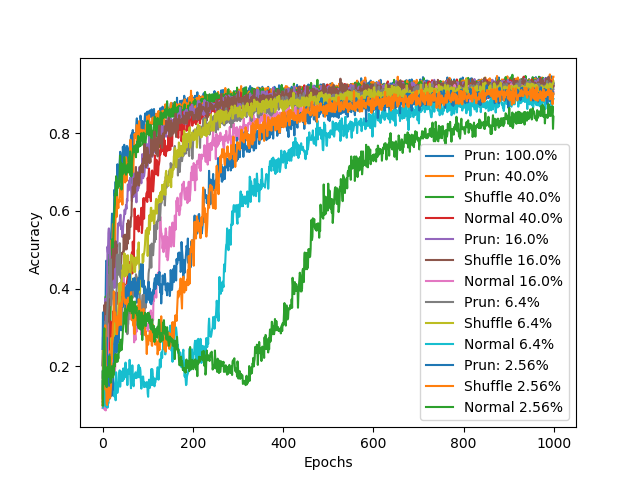 Accuracy
0.8
0.6
0.4
0.2
0
200
400
600
800
1000
Epochs
Prun: 100.0%
Prun: 40.0%
Shuffle 40.0%
Normal 40.0%
Prun: 16.0%
Shuffle 16.0%
Normal 16.0%
Prun: 6.4%
Shuffle 6.4%
Normal 6.4%
Prun: 2.56%
Shuffle 2.56%
Normal 2.56%